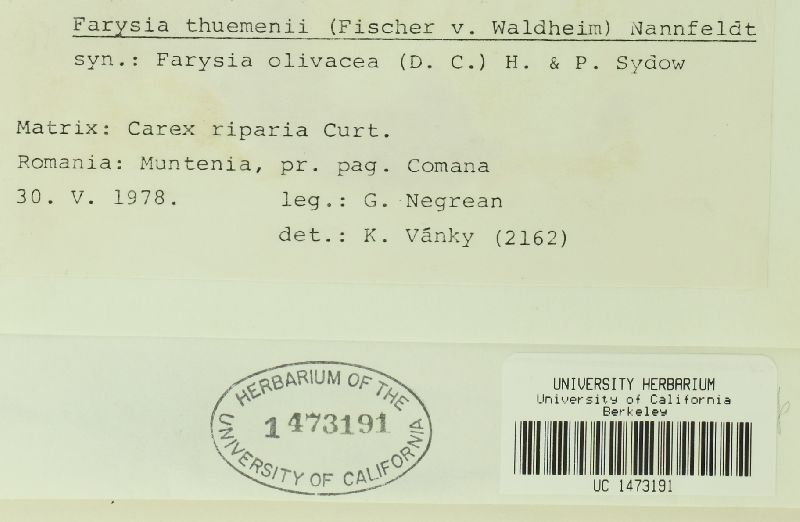 Farysia thuemenii (Fischer v. Waldheim) Nannfeldt
syn.: Farysia olivacea (D. C.) H. & P. Sydow
Matrix: Carex riparia Curt.
Romania: Muntenia, pr. pag. Comana
30. V. 1978. leg.: G. Negrean
det.: K. Vánky (2162)
HERBARIUM OF THE
1473191
UNIVERSITY OF CALIFORNIA
UNIVERSITY HERBARIUM
University of California
Berkeley
UC 1473191